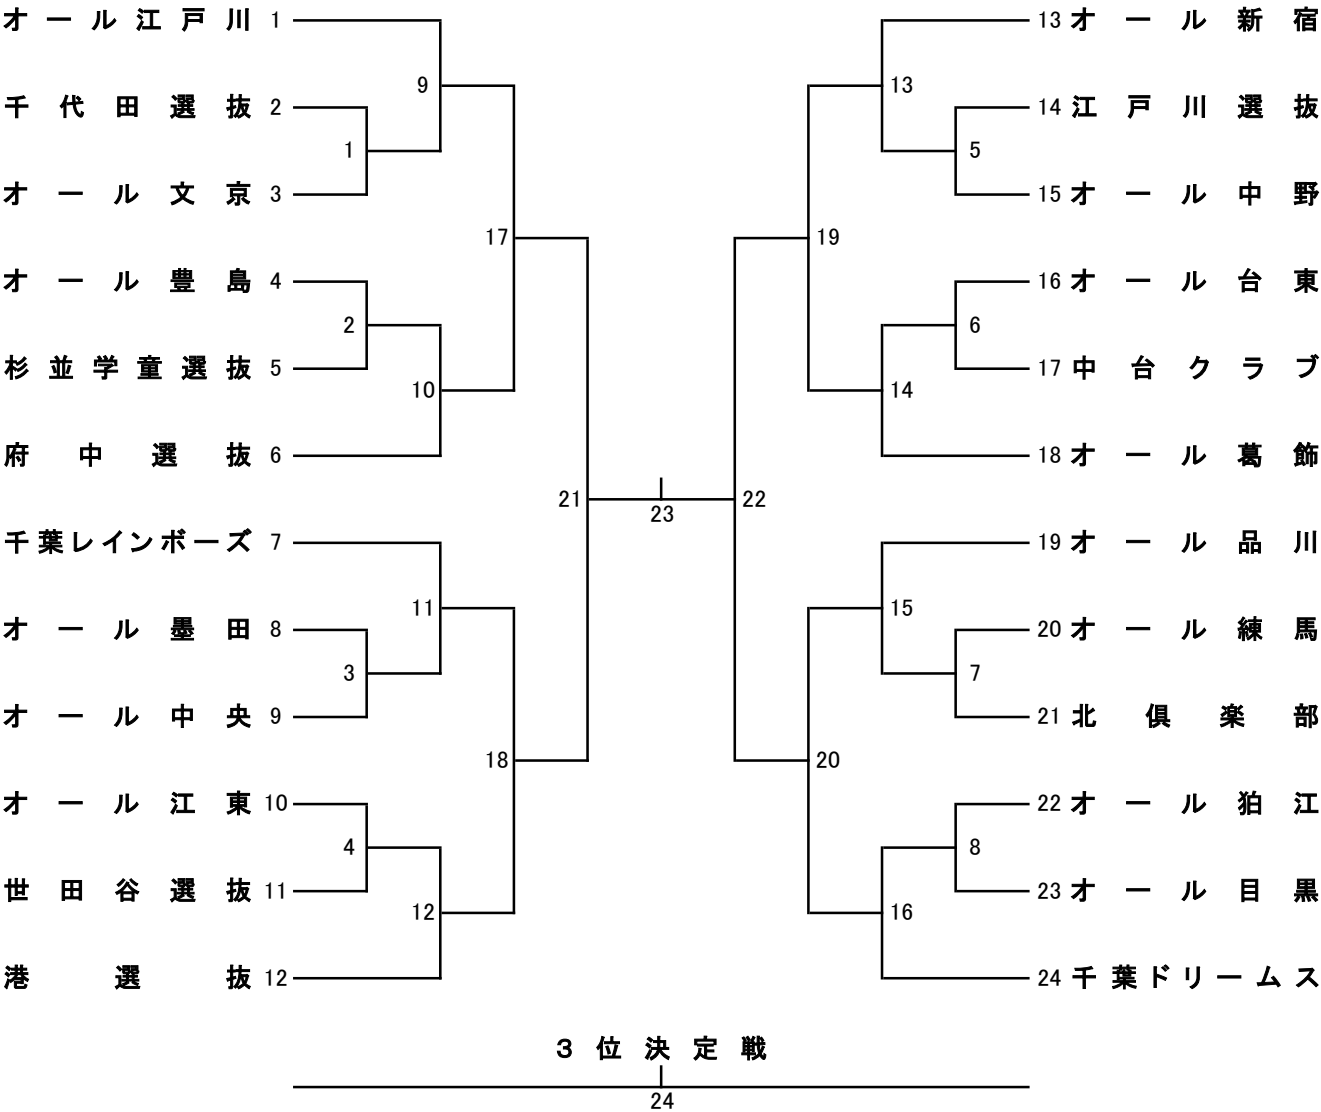 オール江戸川 1
13 オール新宿
9
13
千代田選抜 2
14 江戸川選抜
1
5
オール文京 3
15 オール中野
17
19
オール豊島 4
16 オール台東
2
6
杉並学童選抜 5
17 中台クラブ
10
14
府中選抜 6
18 オール葛飾
21
22
23
千葉レインボーズ 7
19 オール品川
11
15
オール墨田 8
20 オール練馬
3
7
オール中央 9
21 北倶楽部
18
20
オール江東 10
22 オール狛江
4
8
世田谷選抜 11
23 オール目黒
12
16
港選抜 12
24 千葉ドリームス
3位決定戦
24